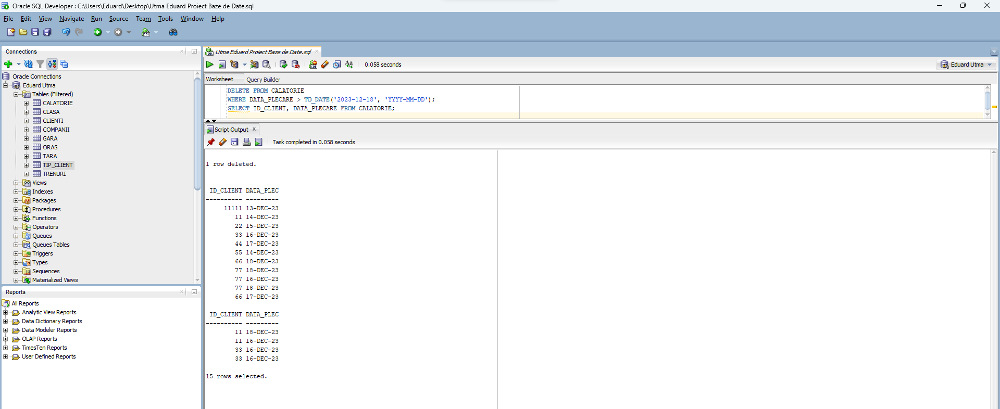 Oracle SQL Developer : C:\Users\Eduard\Desktop\Utma Eduard Proiect Baze de Date.sql
File Edit View Navigate Run Source Team Tools Window Help
Connections
Oracle Connections
Eduard Utma
Tables (Filtered)
CALATORIE
CLASA
CLIENTI
COMPANII
GARA
ORAS
TARA
TIP_CLIENT
TRENURI
Views
Indexes
Packages
Procedures
Functions
Operators
Queues
Queues Tables
Triggers
Types
Sequences
Materialized Views
Reports
All Reports
Analytic View Reports
Data Dictionary Reports
Data Modeler Reports
OLAP Reports
TimesTen Reports
User Defined Reports
Utma Eduard Proiect Baze de Date.sql
0.058 seconds
Eduard Utma
Worksheet Query Builder
DELETE FROM CALATORIE
WHERE DATA_PLECARE > TO_DATE('2023-12-18', 'YYYY-MM-DD');
SELECT ID_CLIENT, DATA_PLECARE FROM CALATORIE;
Script Output
Task completed in 0.058 seconds
1 row deleted.
ID_CLIENT DATA_PLEC
---------- ---------
11111 13-DEC-23
11 14-DEC-23
22 15-DEC-23
33 16-DEC-23
44 17-DEC-23
55 14-DEC-23
66 18-DEC-23
77 18-DEC-23
77 16-DEC-23
77 18-DEC-23
66 17-DEC-23
ID_CLIENT DATA_PLEC
---------- ---------
11 18-DEC-23
11 16-DEC-23
33 16-DEC-23
33 16-DEC-23
15 rows selected.